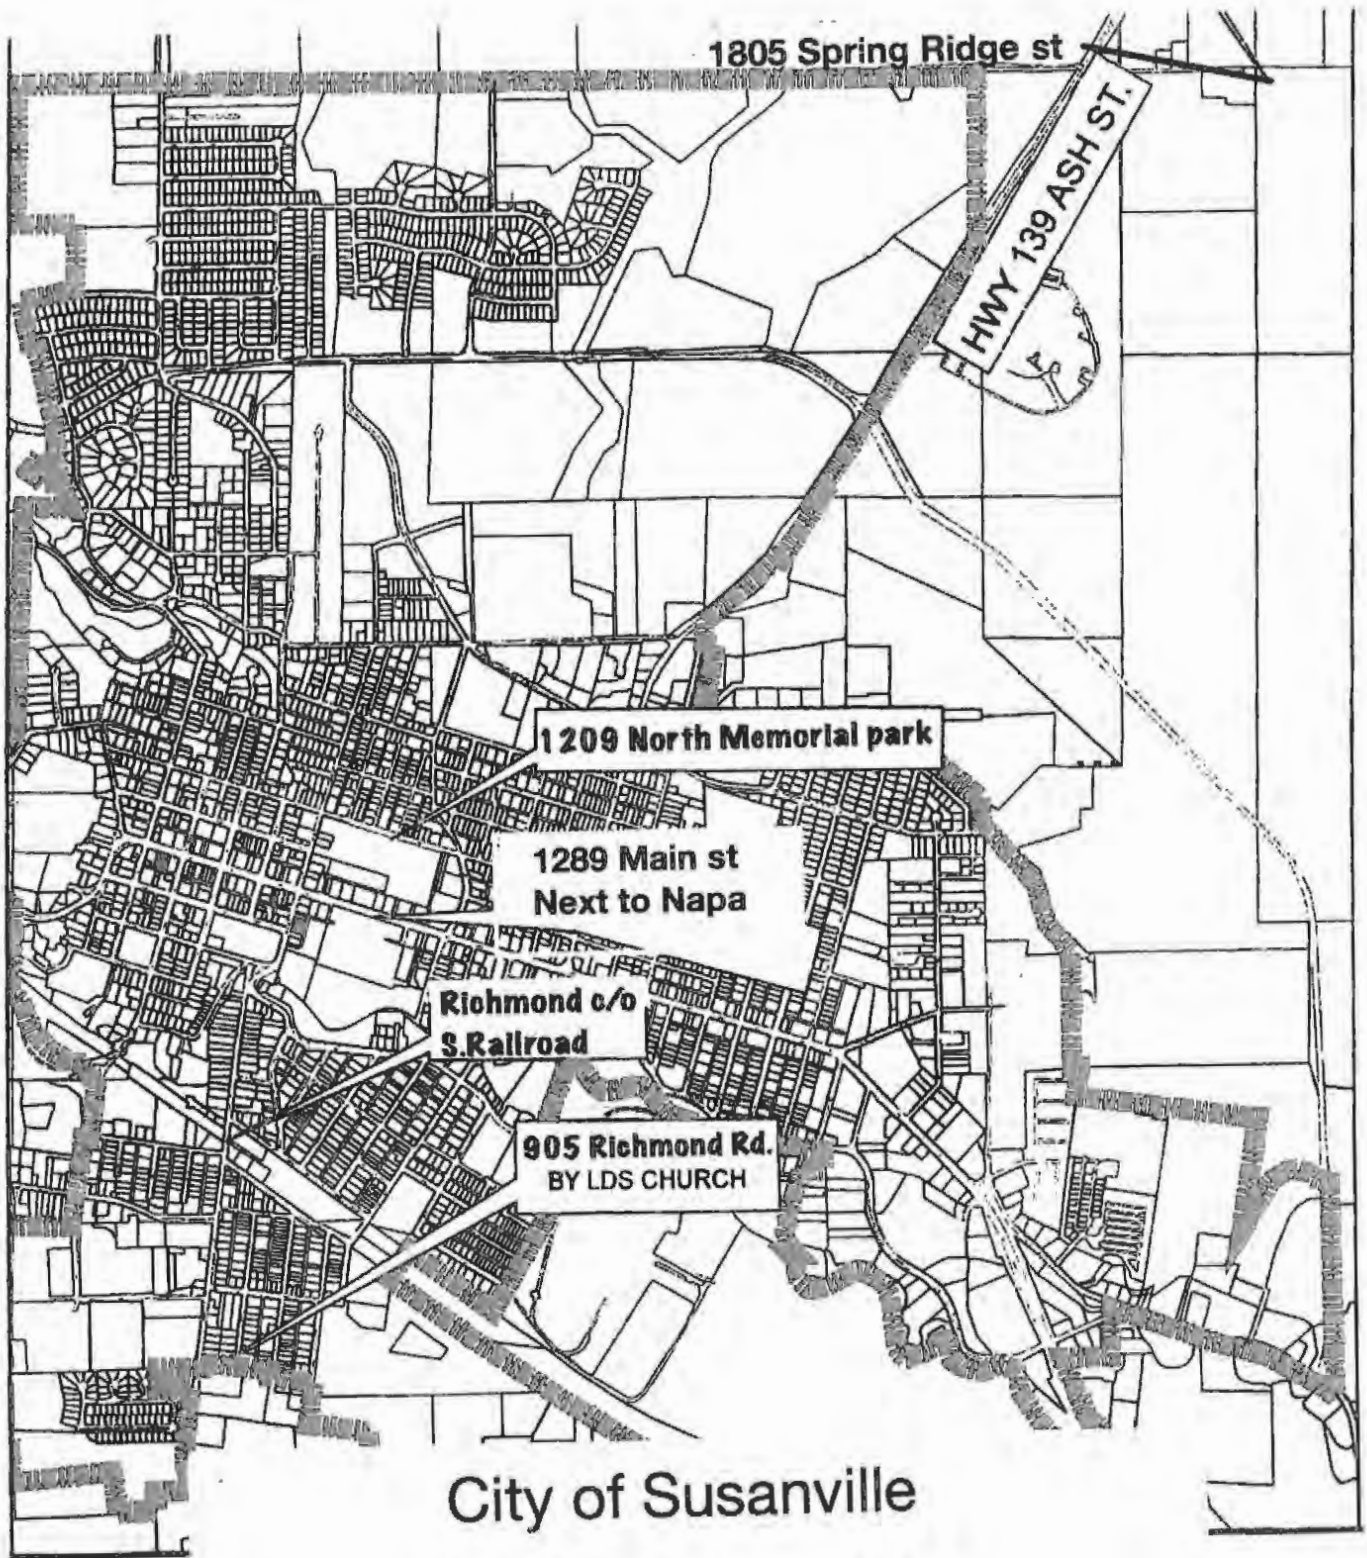 1805 Spring Ridge st
HWY 139 ASH ST.
1209 North Memorial park
1289 Main st
Next to Napa
Richmond c/o
S.Railroad
905 Richmond Rd.
BY LDS CHURCH
City of Susanville